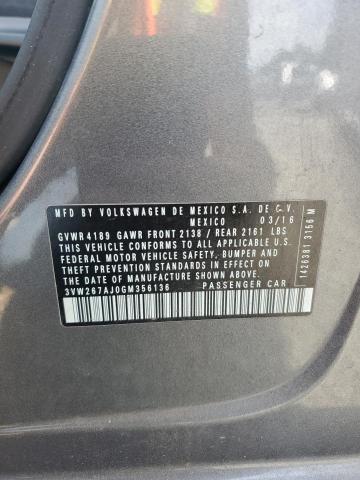 MFD BY VOLKSWAGEN DE MEXICO S.A. DE C.V.
MEXICO 03/16
GVWR 4189 GAWR FRONT 2138 / REAR 2161 LBS
THIS VEHICLE CONFORMS TO ALL APPLICABLE U.S.
FEDERAL MOTOR VEHICLE SAFETY, BUMPER AND
THEFT PREVENTION STANDARDS IN EFFECT ON THE
DATE OF MANUFACTURE SHOWN ABOVE.
3VW267AJ0GM356136 PASSENGER CAR
1426381 3156 M